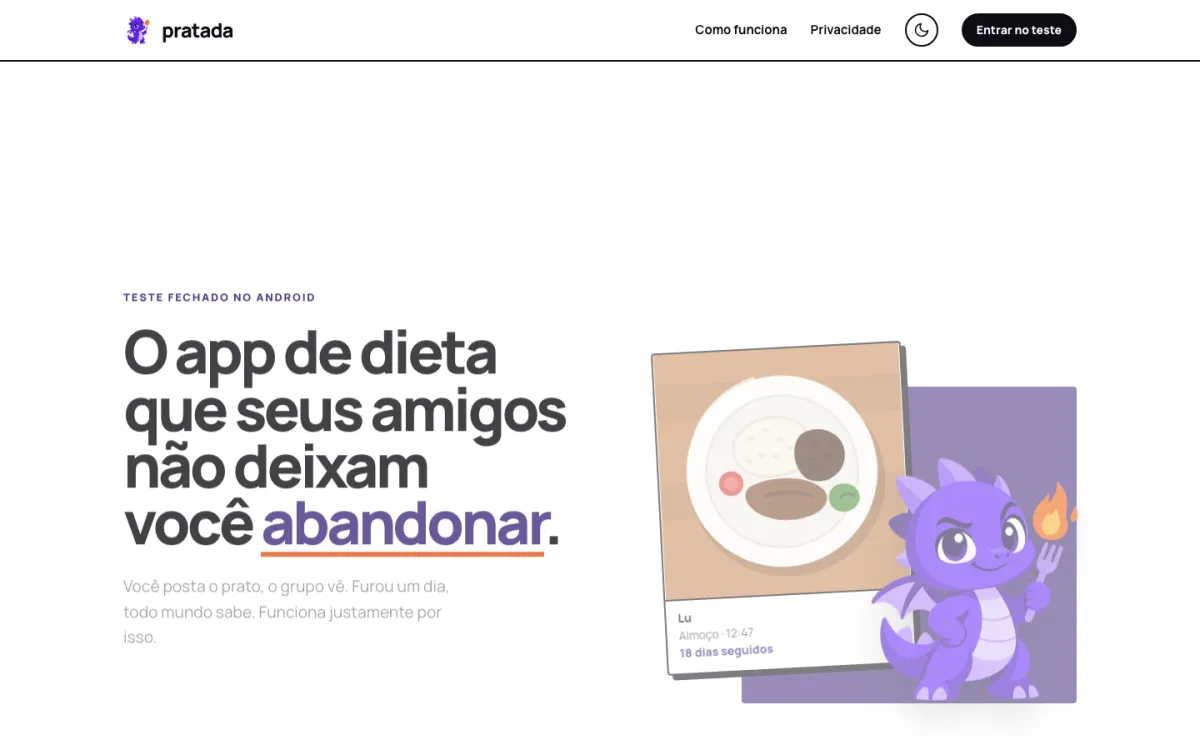 pratada
Como funciona
Privacidade
Entrar no teste
TESTE FECHADO NO ANDROID
O app de dieta
que seus amigos
não deixam
você abandonar.
Você posta o prato, o grupo vê. Furou um dia,
todo mundo sabe. Funciona justamente por
isso.
Lu
Almoço · 12:47
18 dias seguidos